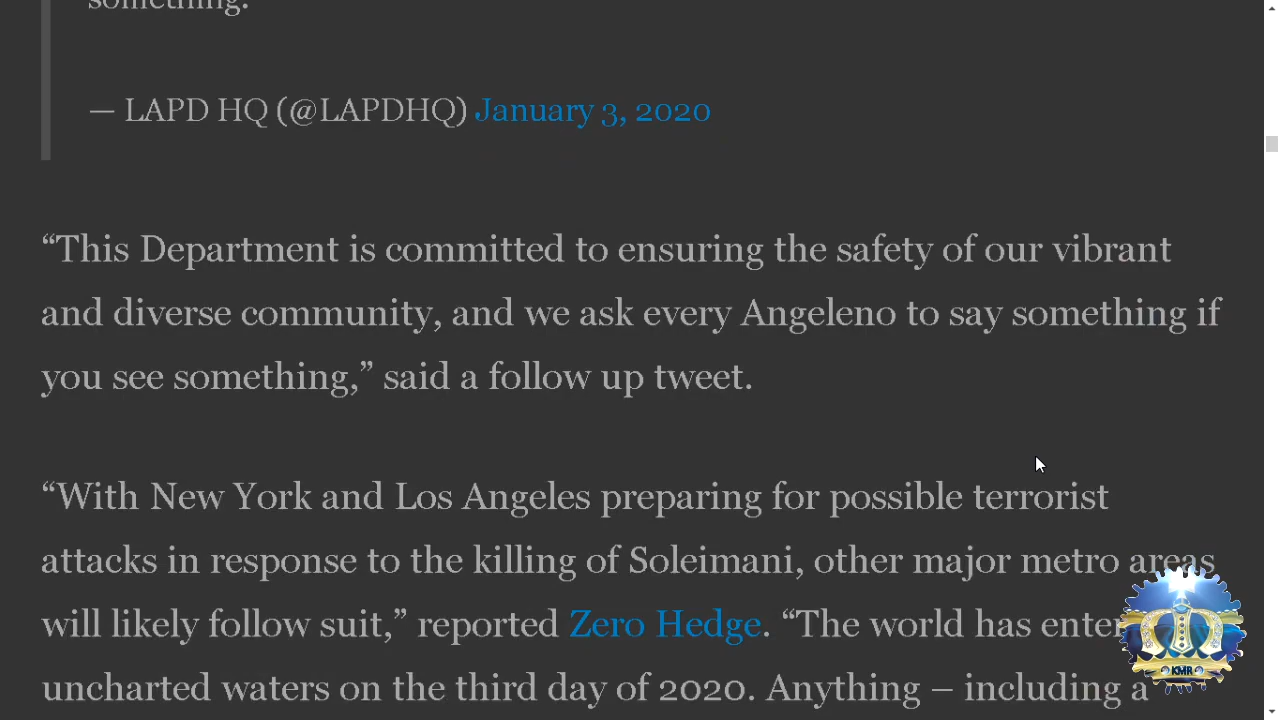 something.
— LAPD HQ (@LAPDHQ) January 3, 2020
“This Department is committed to ensuring the safety of our vibrant
and diverse community, and we ask every Angeleno to say something if
you see something,” said a follow up tweet.
“With New York and Los Angeles preparing for possible terrorist
attacks in response to the killing of Soleimani, other major metro areas
will likely follow suit,” reported Zero Hedge. “The world has enter
uncharted waters on the third day of 2020. Anything – including a
KMR